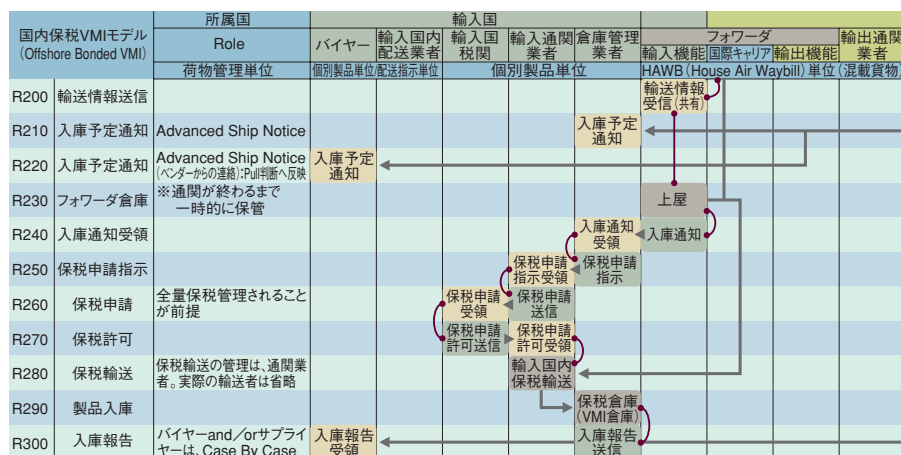 国内保税VMIモデル
(Offshore Bonded VMI)
所属国
輸入国
Role
バイヤー
輸入国内
配送業者
輸入国
税関
輸入通関
業者
倉庫管理
業者
フォワーダ
輸入機能
国際キャリア
輸出機能
輸出通関
業者
荷物管理単位
個別製品単位/配送指示単位
個別製品単位
HAWB(House Air Waybill)単位(混載貨物)
R200 輸送情報送信
輸送情報
受信(共有)
R210 入庫予定通知 Advanced Ship Notice
入庫予定
通知
R220 入庫予定通知 Advanced Ship Notice
(ベンダーからの連絡):Pull判断へ反映
入庫予定
通知
R230 フォワーダ倉庫 ※通関が終わるまで
一時的に保管
上屋
R240 入庫通知受領
入庫通知
受領
入庫通知
R250 保税申請指示
保税申請
指示受領
保税申請
指示
R260 保税申請 全量保税管理されること
が前提
保税申請
受領
保税申請
送信
R270 保税許可
保税申請
許可送信
保税申請
許可受領
R280 保税輸送 保税輸送の管理は、通関業
者。実際の輸送者は省略
輸入国内
保税輸送
R290 製品入庫
保税倉庫
(VMI倉庫)
R300 入庫報告 バイヤーand/orサプライ
ヤーは、Case By Case
入庫報告
受領
入庫報告
送信